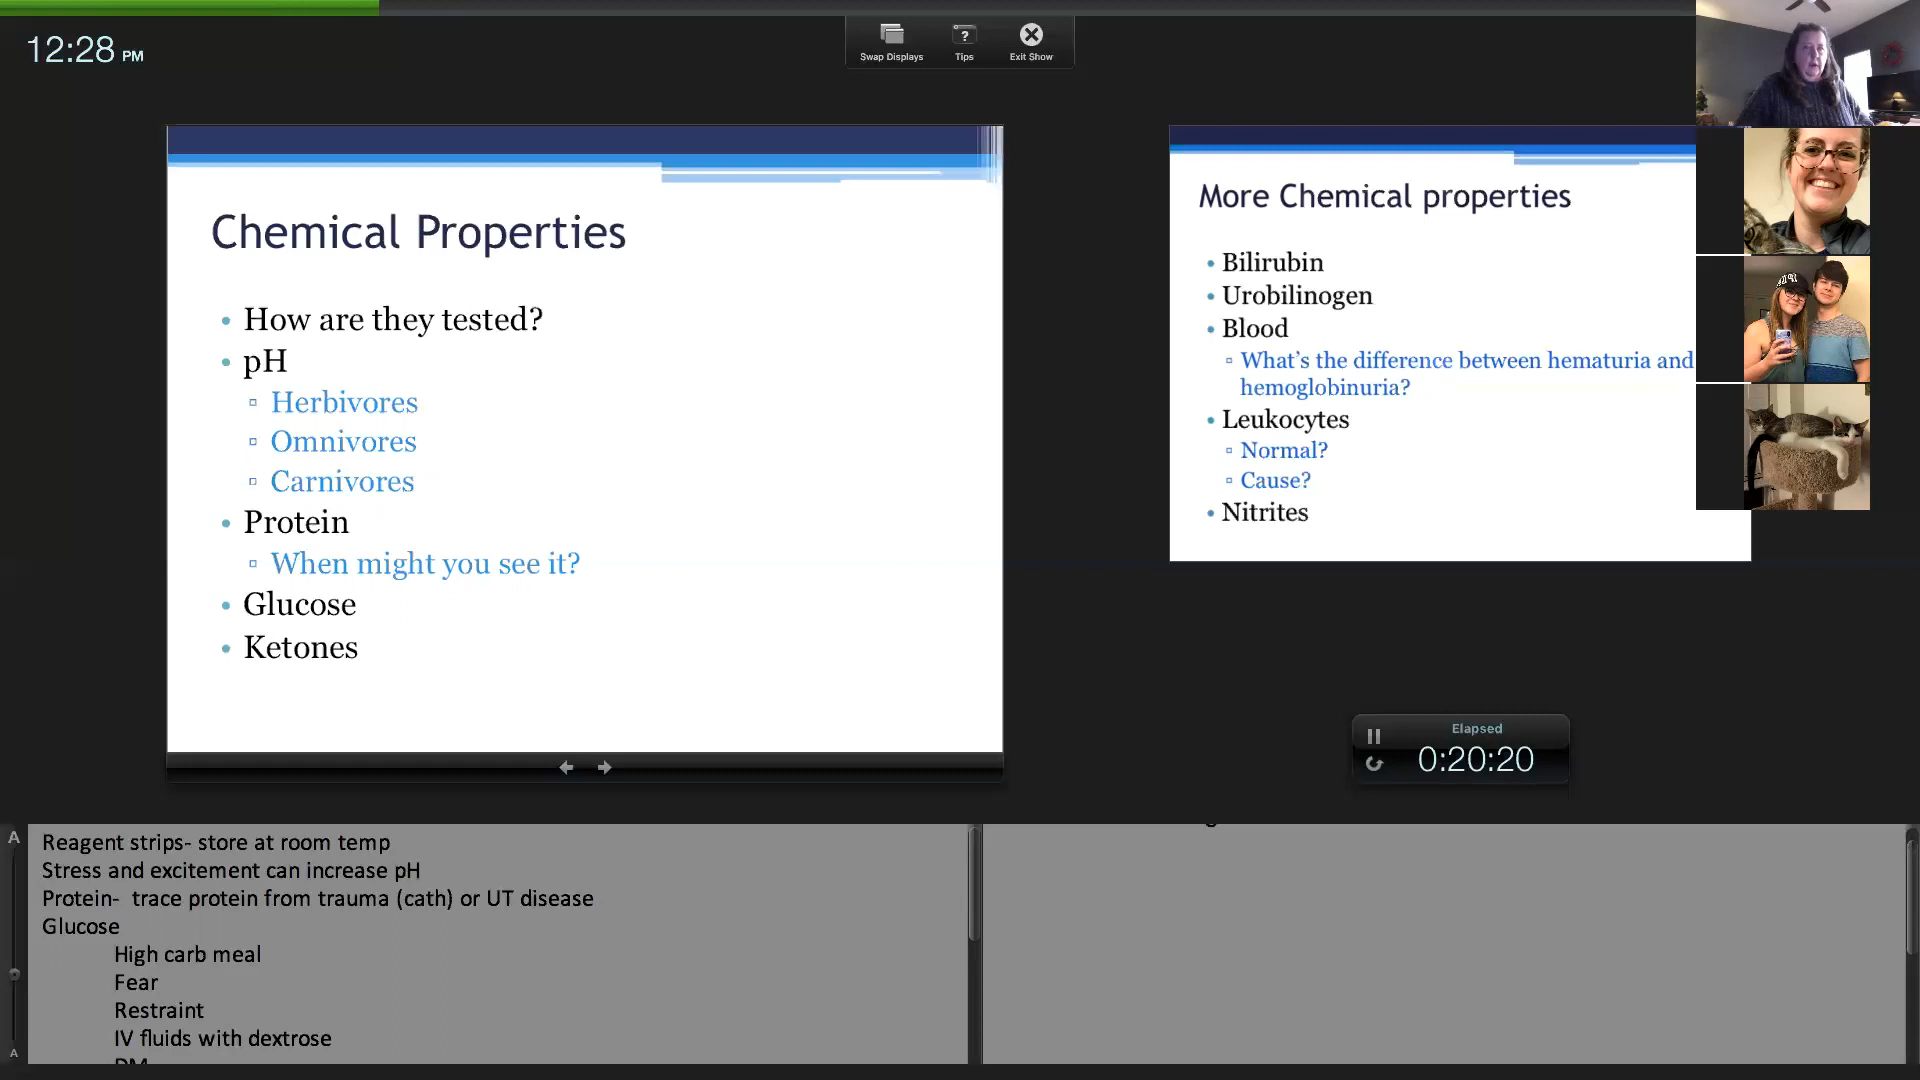 12:28 PM
Swap Displays
Tips
Exit Show
Chemical Properties
• How are they tested?
• pH
▫ Herbivores
▫ Omnivores
▫ Carnivores
• Protein
▫ When might you see it?
• Glucose
• Ketones
More Chemical properties
• Bilirubin
• Urobilinogen
• Blood
▫ What's the difference between hematuria and
hemoglobinuria?
• Leukocytes
▫ Normal?
▫ Cause?
• Nitrites
Elapsed
0:20:20
A
A
Reagent strips- store at room temp
Stress and excitement can increase pH
Protein- trace protein from trauma (cath) or UT disease
Glucose
High carb meal
Fear
Restraint
IV fluids with dextrose
DM